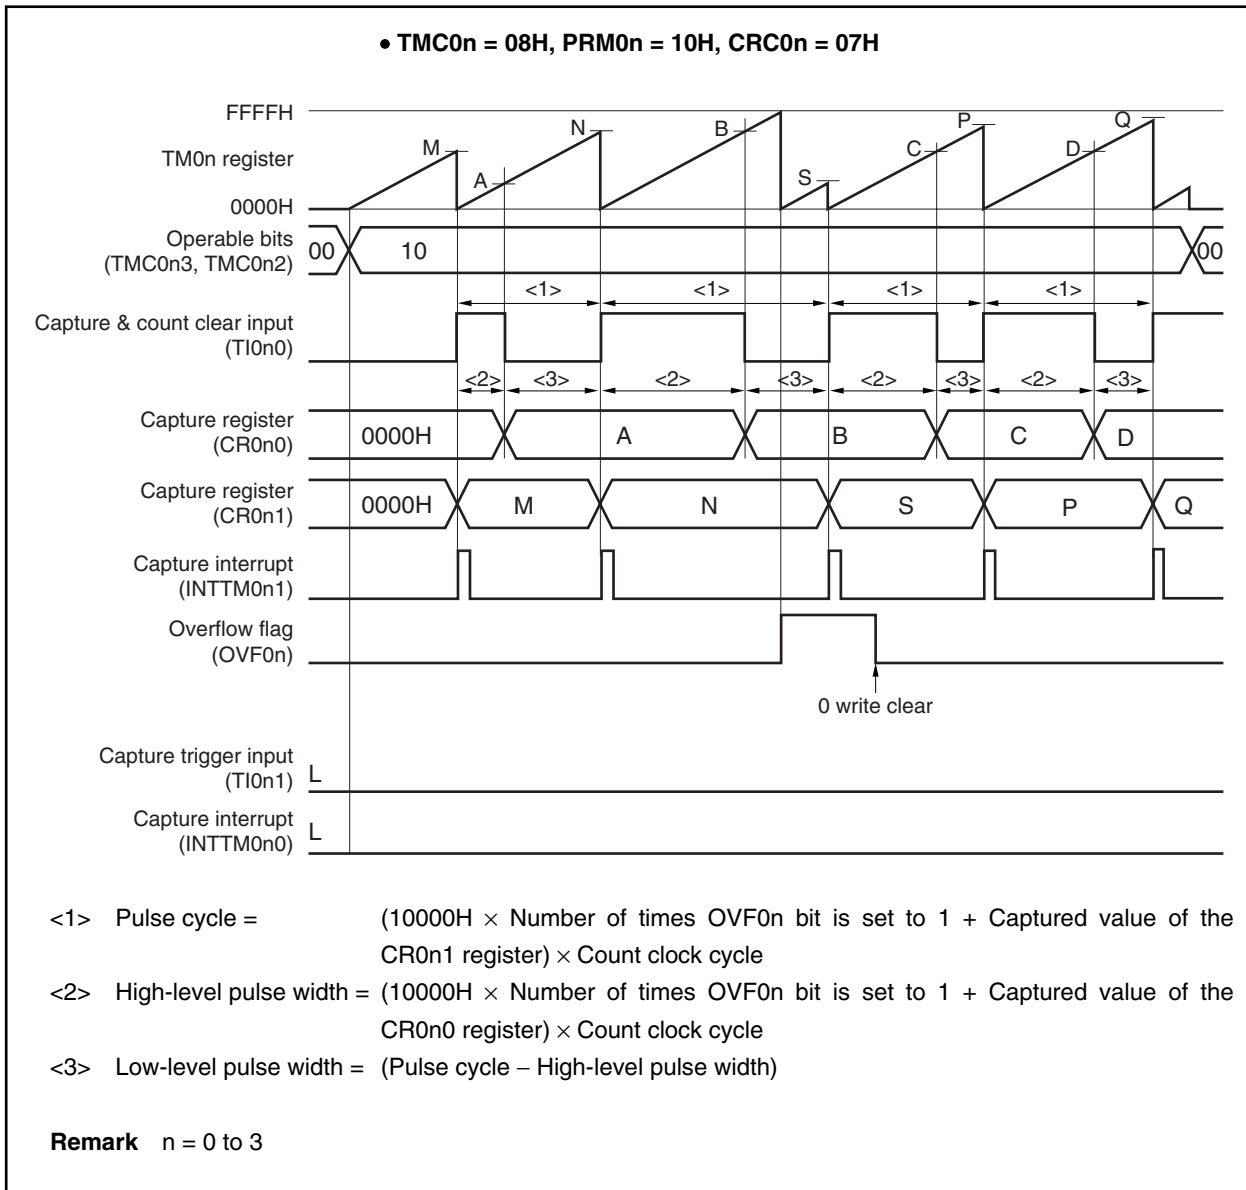 • TMC0n = 08H, PRM0n = 10H, CRC0n = 07H
FFFFH
TM0n register
0000H
M
A
N
B
S
C
P
D
Q
Operable bits
(TMC0n3, TMC0n2)
00
10
00
<1>
<1>
<1>
<1>
Capture & count clear input
(TI0n0)
<2>
<3>
<2>
<3>
<2>
<3>
<2>
<3>
Capture register
(CR0n0)
0000H
A
B
C
D
Capture register
(CR0n1)
0000H
M
N
S
P
Q
Capture interrupt
(INTTM0n1)
Overflow flag
(OVF0n)
0 write clear
Capture trigger input
(TI0n1)
L
Capture interrupt
(INTTM0n0)
L
<1> Pulse cycle = (10000H × Number of times OVF0n bit is set to 1 + Captured value of the
CR0n1 register) × Count clock cycle
<2> High-level pulse width = (10000H × Number of times OVF0n bit is set to 1 + Captured value of the
CR0n0 register) × Count clock cycle
<3> Low-level pulse width = (Pulse cycle − High-level pulse width)
Remark n = 0 to 3